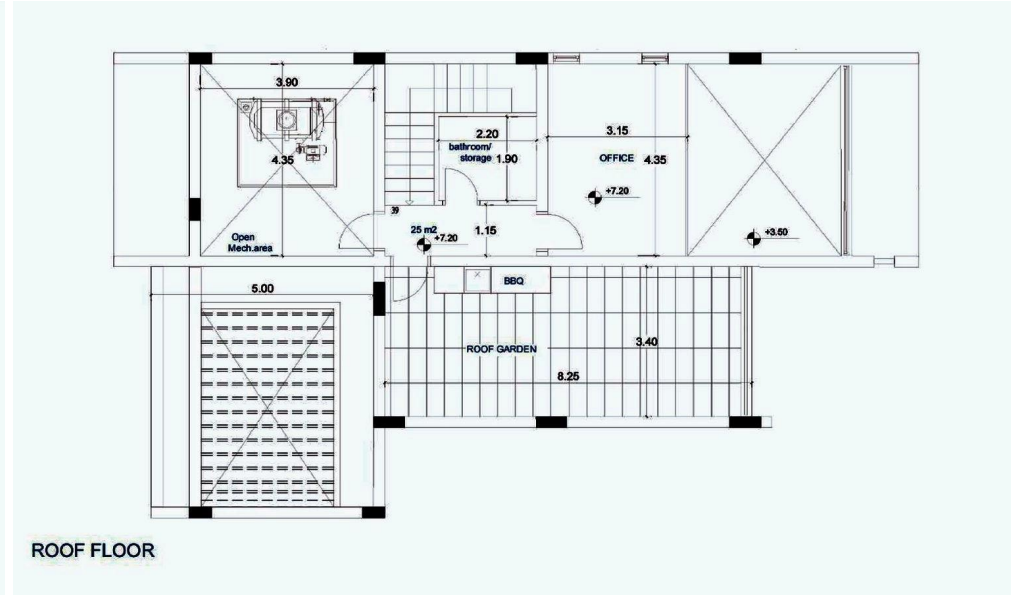 3.90
4.35
Open
Mech.area
2.20
bathroom/
storage 1.90
39
25 m2
+7.20
1.15
3.15
OFFICE 4.35
+7.20
+3.50
5.00
BBQ
ROOF GARDEN
3.40
8.25
ROOF FLOOR